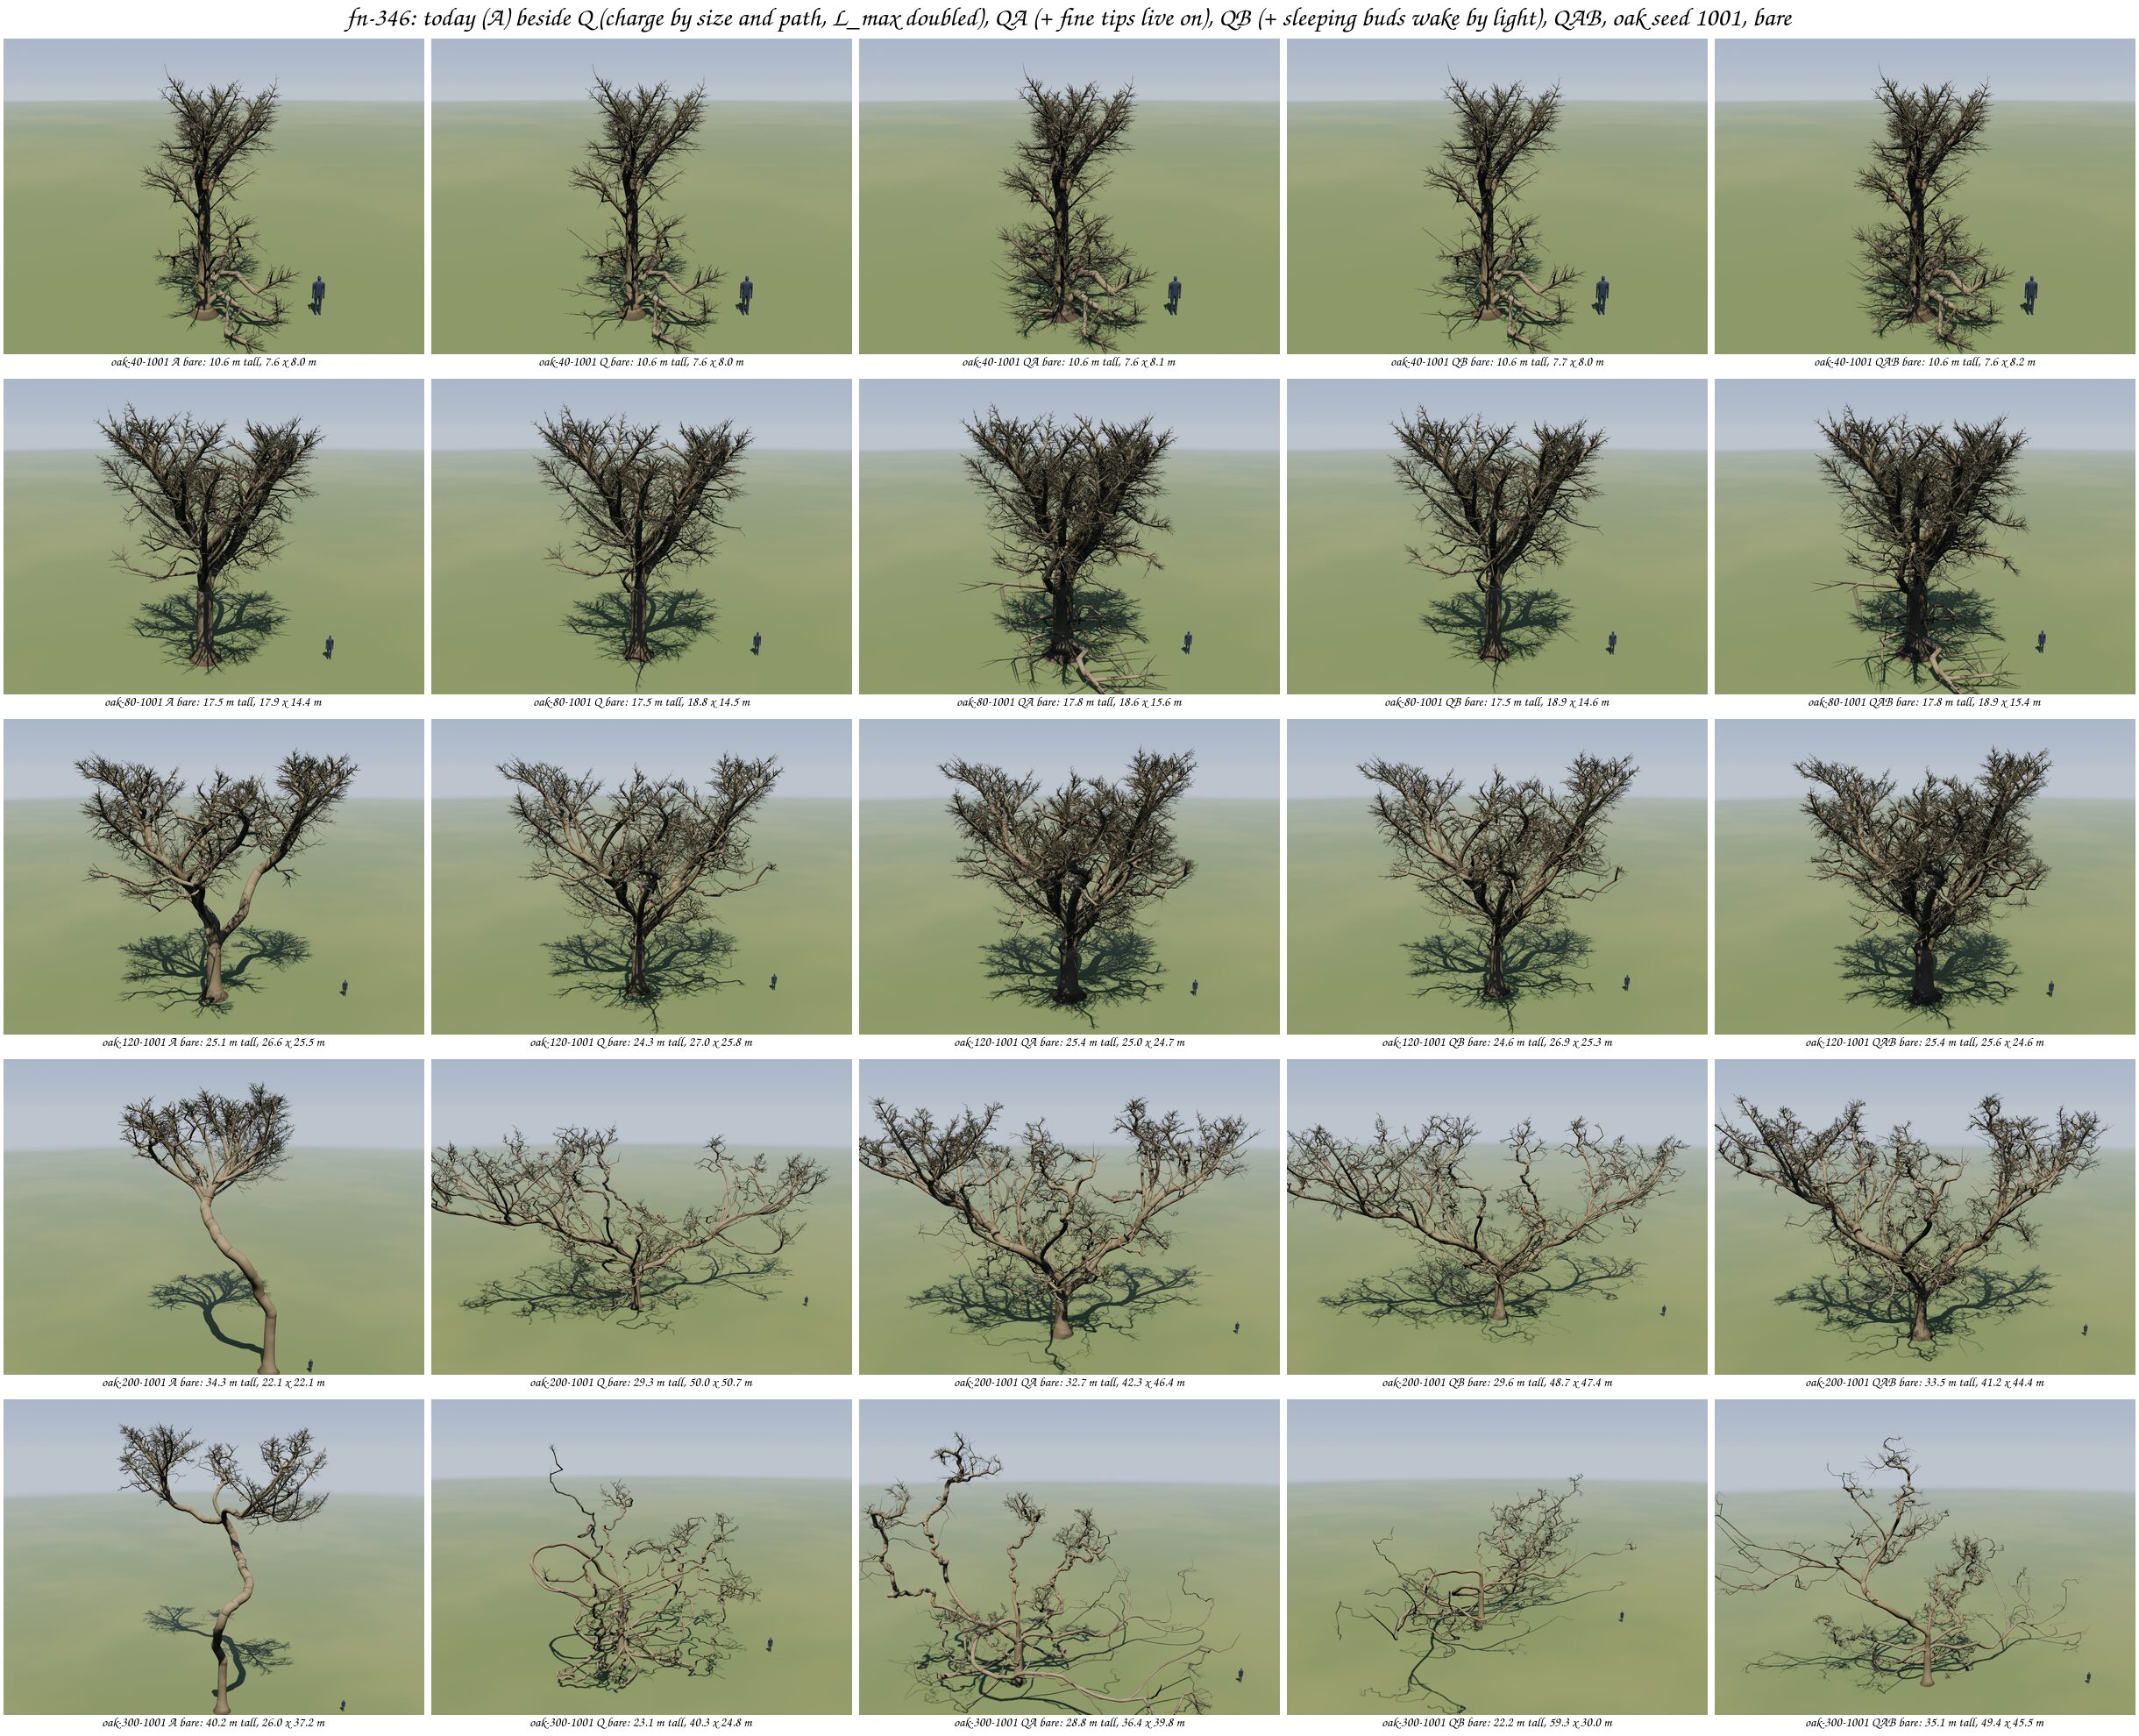 fn-346: today (A) beside Q (charge by size and path, L_max doubled), QA (+ fine tips live on), QB (+ sleeping buds wake by light), QAB, oak seed 1001, bare
oak-40-1001 A bare: 10.6 m tall, 7.6 x 8.0 m
oak-40-1001 Q bare: 10.6 m tall, 7.6 x 8.0 m
oak-40-1001 QA bare: 10.6 m tall, 7.6 x 8.1 m
oak-40-1001 QB bare: 10.6 m tall, 7.7 x 8.0 m
oak-40-1001 QAB bare: 10.6 m tall, 7.6 x 8.2 m
oak-80-1001 A bare: 17.5 m tall, 17.9 x 14.4 m
oak-80-1001 Q bare: 17.5 m tall, 18.8 x 14.5 m
oak-80-1001 QA bare: 17.8 m tall, 18.6 x 15.6 m
oak-80-1001 QB bare: 17.5 m tall, 18.9 x 14.6 m
oak-80-1001 QAB bare: 17.8 m tall, 18.9 x 15.4 m
oak-120-1001 A bare: 25.1 m tall, 26.6 x 25.5 m
oak-120-1001 Q bare: 24.3 m tall, 27.0 x 25.8 m
oak-120-1001 QA bare: 25.4 m tall, 25.0 x 24.7 m
oak-120-1001 QB bare: 24.6 m tall, 26.9 x 25.3 m
oak-120-1001 QAB bare: 25.4 m tall, 25.6 x 24.6 m
oak-200-1001 A bare: 34.3 m tall, 22.1 x 22.1 m
oak-200-1001 Q bare: 29.3 m tall, 50.0 x 50.7 m
oak-200-1001 QA bare: 32.7 m tall, 42.3 x 46.4 m
oak-200-1001 QB bare: 29.6 m tall, 48.7 x 47.4 m
oak-200-1001 QAB bare: 33.5 m tall, 41.2 x 44.4 m
oak-300-1001 A bare: 40.2 m tall, 26.0 x 37.2 m
oak-300-1001 Q bare: 23.1 m tall, 40.3 x 24.8 m
oak-300-1001 QA bare: 28.8 m tall, 36.4 x 39.8 m
oak-300-1001 QB bare: 22.2 m tall, 59.3 x 30.0 m
oak-300-1001 QAB bare: 35.1 m tall, 49.4 x 45.5 m